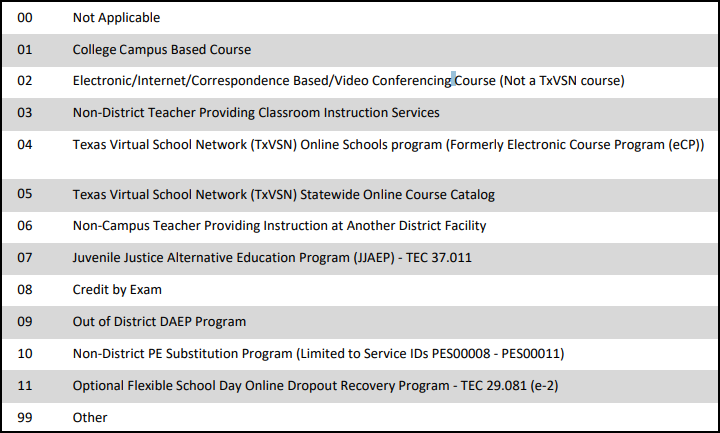 00 Not Applicable
01 College Campus Based Course
02 Electronic/Internet/Correspondence Based/Video Conferencing Course (Not a TxVSN course)
03 Non-District Teacher Providing Classroom Instruction Services
04 Texas Virtual School Network (TxVSN) Online Schools program (Formerly Electronic Course Program (eCP))
05 Texas Virtual School Network (TxVSN) Statewide Online Course Catalog
06 Non-Campus Teacher Providing Instruction at Another District Facility
07 Juvenile Justice Alternative Education Program (JJAEP) - TEC 37.011
08 Credit by Exam
09 Out of District DAEP Program
10 Non-District PE Substitution Program (Limited to Service IDs PES00008 - PES00011)
11 Optional Flexible School Day Online Dropout Recovery Program - TEC 29.081 (e-2)
99 Other